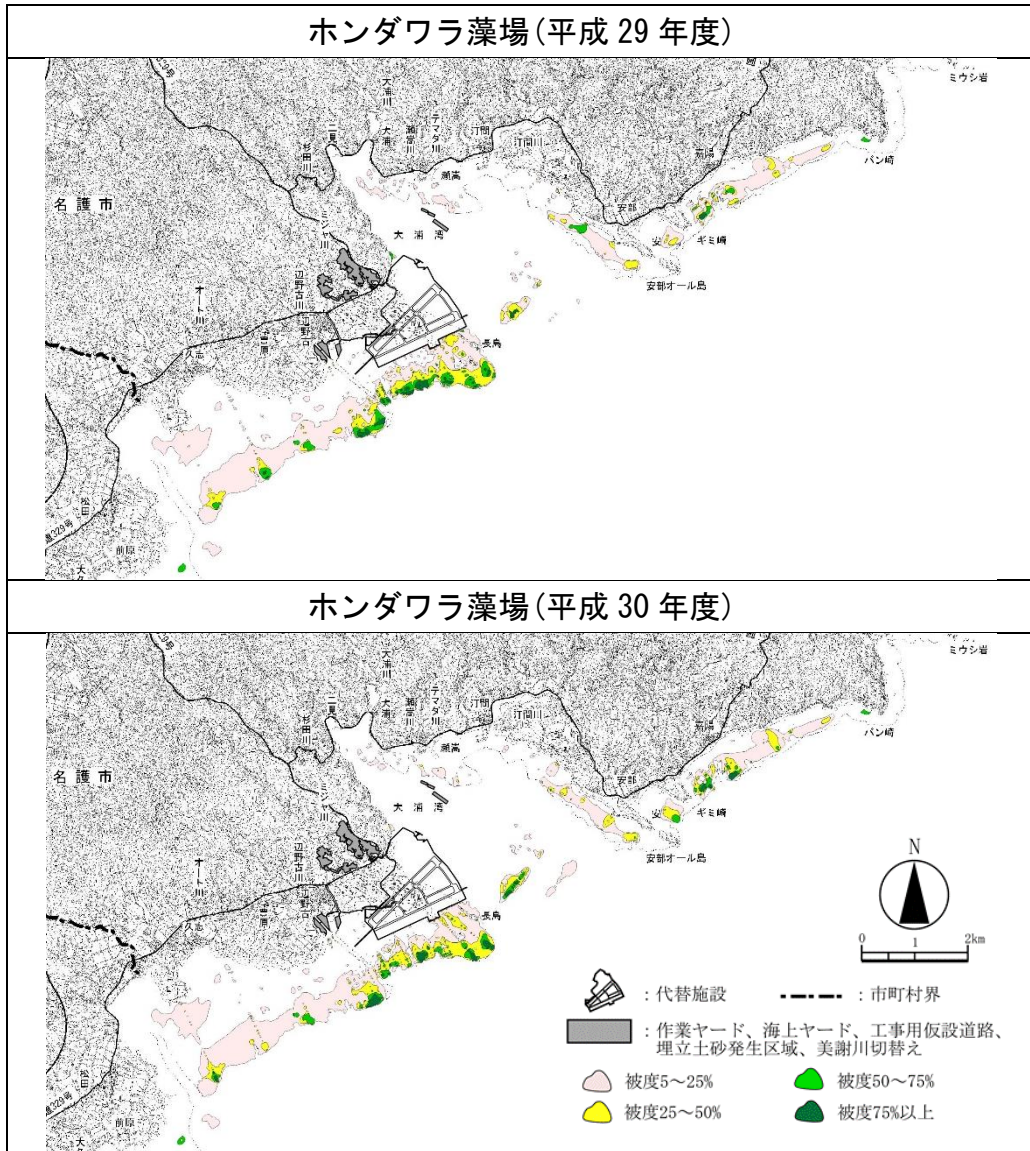 ホンダワラ藻場(平成 29 年度)
ミウシ岩
大浦川
テマタ川
汀間
二見
大浦
瀬嵩川
汀間川
嘉陽
バン崎
杉田川
瀬嵩
名護市
安部
大浦湾
安
ギミ崎
辺野古川
辺野古
安部オール島
オート川
久志
豊原
長島
松田
前原
ホンダワラ藻場(平成 30 年度)
ミウシ岩
大浦川
テマタ川
汀間
二見
大浦
瀬嵩川
汀間川
嘉陽
バン崎
杉田川
瀬嵩
名護市
安部
大浦湾
安
ギミ崎
辺野古川
辺野古
安部オール島
オート川
久志
豊原
長島
松田
前原
N
0 1 2km
:代替施設
:市町村界
:作業ヤード、海上ヤード、工事用仮設道路、
埋立土砂発生区域、美謝川切替え
被度5～25%
被度50～75%
被度25～50%
被度75%以上